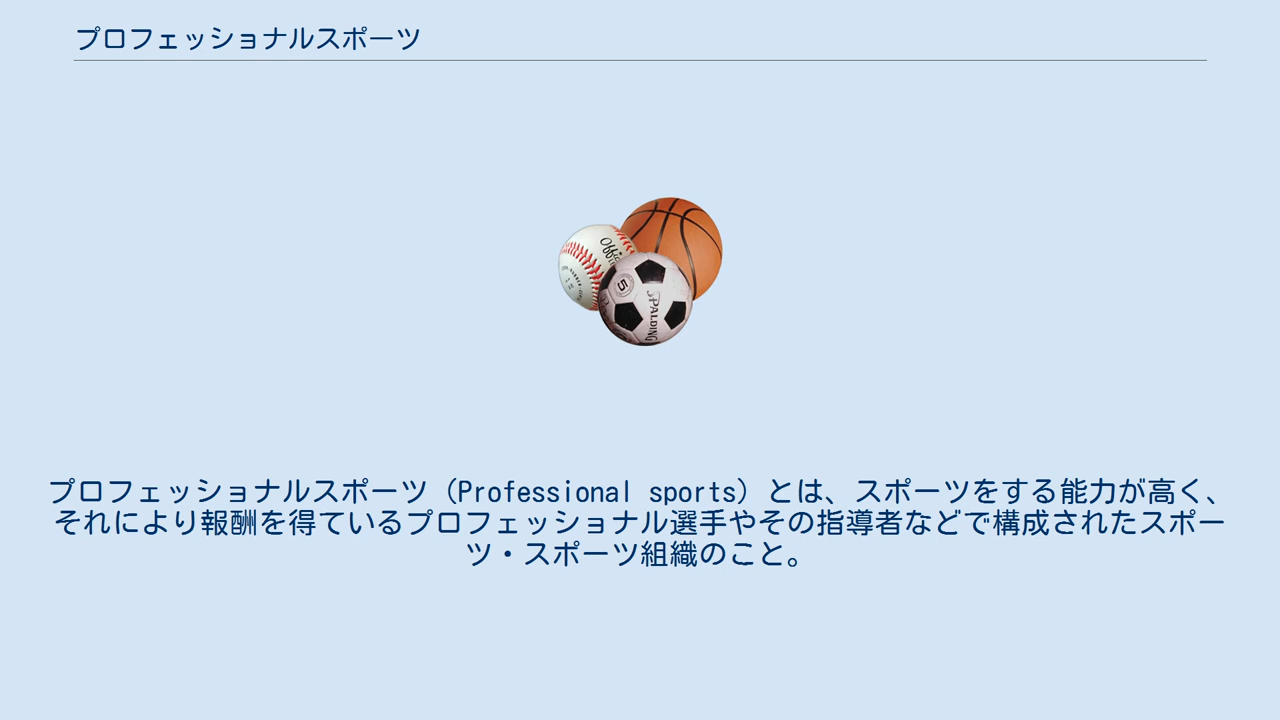 プロフェッショナルスポーツ
Offic
5
SPALDING
プロフェッショナルスポーツ（Professional sports）とは、スポーツをする能力が高く、
それにより報酬を得ているプロフェッショナル選手やその指導者などで構成されたスポー
ツ・スポーツ組織のこと。